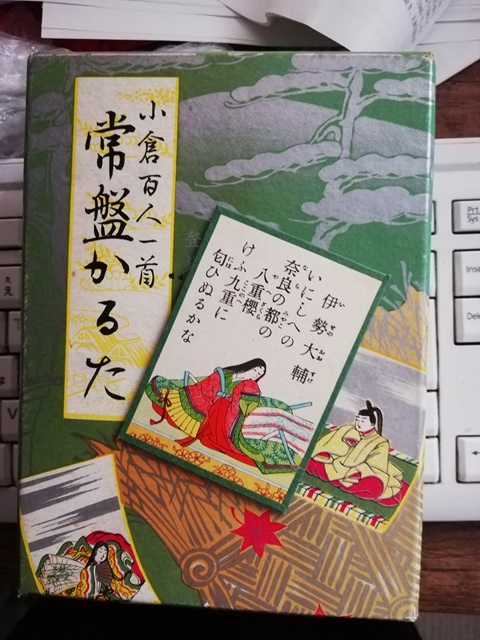 小倉百人一首
常盤かるた
伊勢大輔
いにしへの
奈良の都の
八重櫻
けふ九重に
匂ひぬるかな